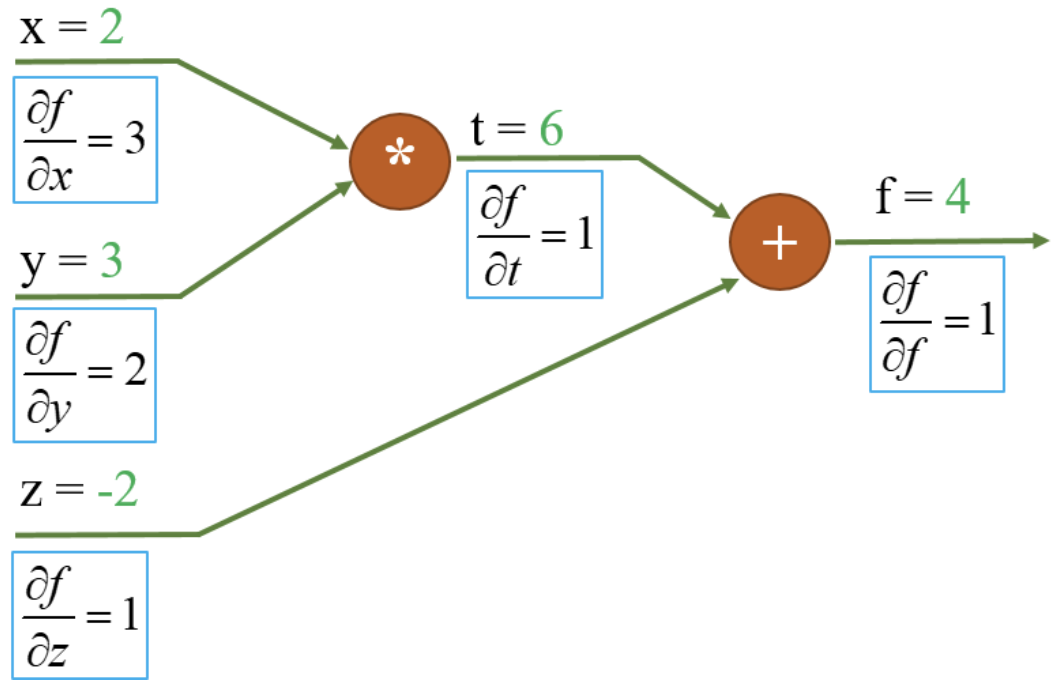 x = 2
∂f/∂x = 3
*
t = 6
∂f/∂t = 1
y = 3
∂f/∂y = 2
+
f = 4
∂f/∂f = 1
z = -2
∂f/∂z = 1